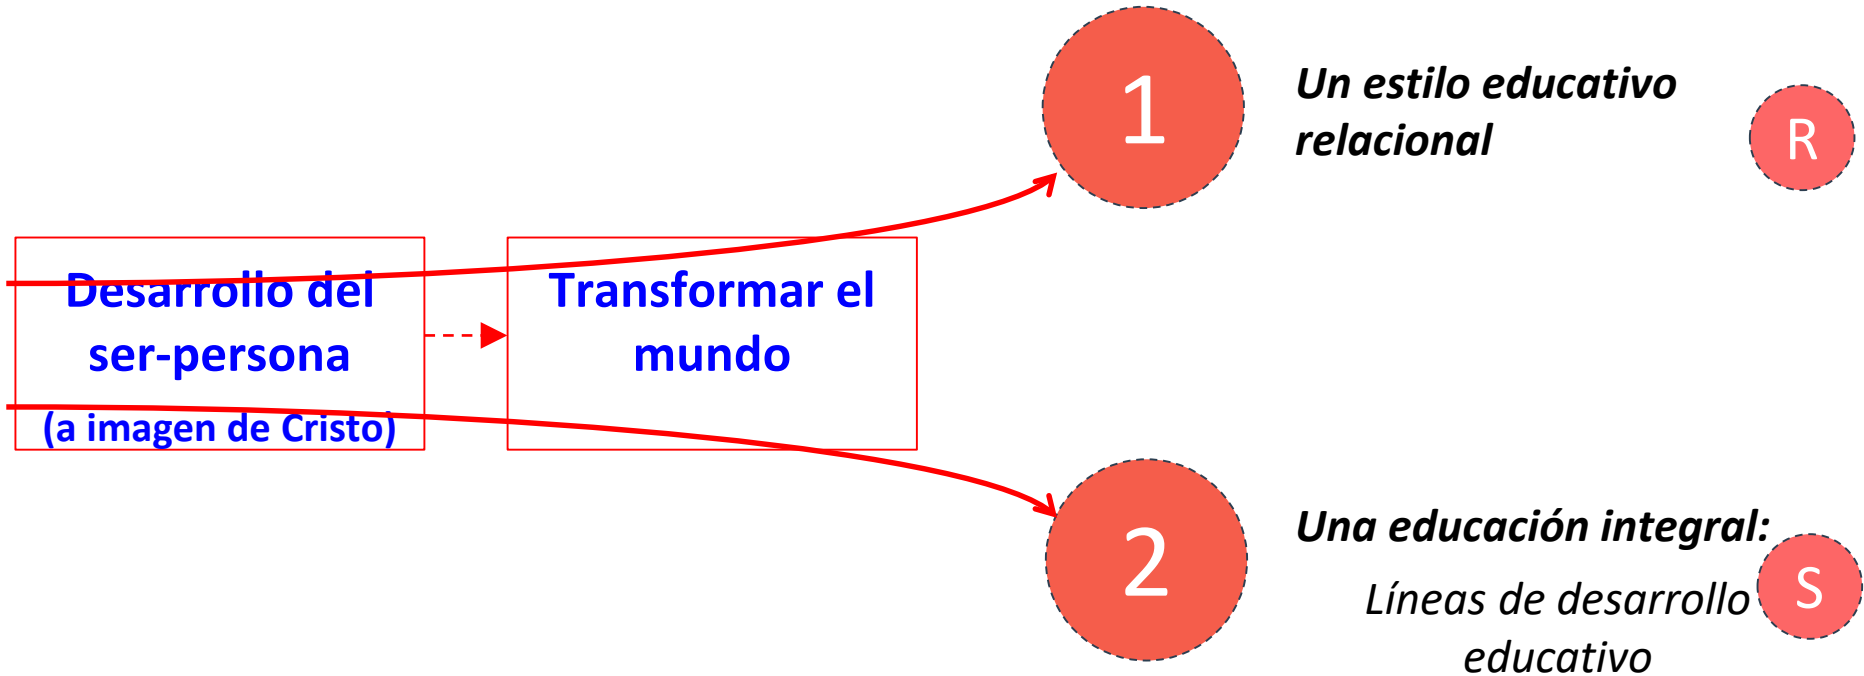 Desarrollo del
ser-persona
(a imagen de Cristo)
Transformar el
mundo
1
Un estilo educativo
relacional
R
2
Una educación integral:
Líneas de desarrollo
educativo
S